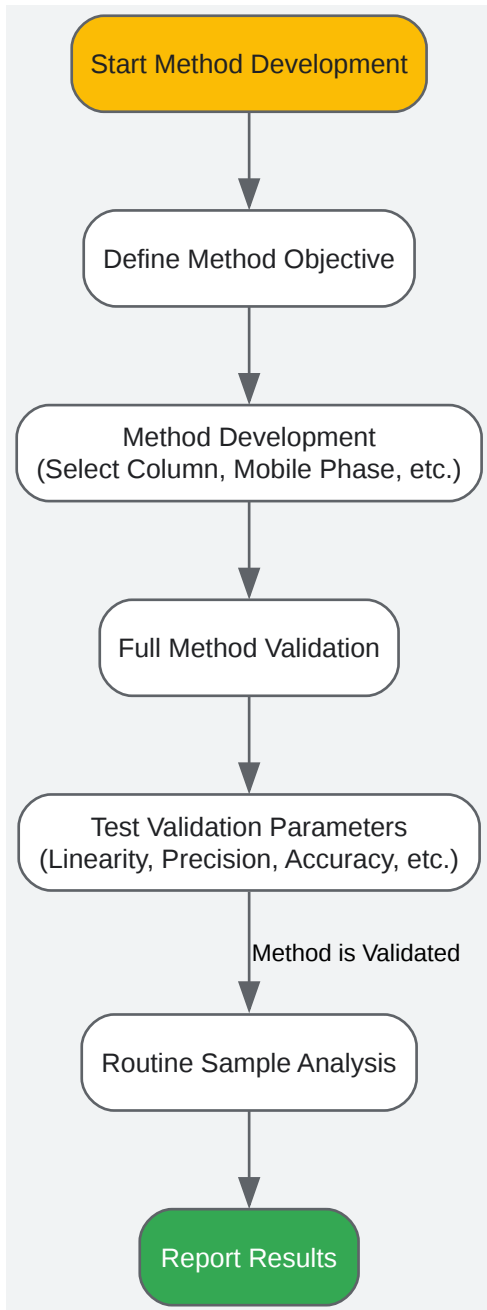 Start Method Development
Define Method Objective
Method Development
(Select Column, Mobile Phase, etc.)
Full Method Validation
Test Validation Parameters
(Linearity, Precision, Accuracy, etc.)
Method is Validated
Routine Sample Analysis
Report Results